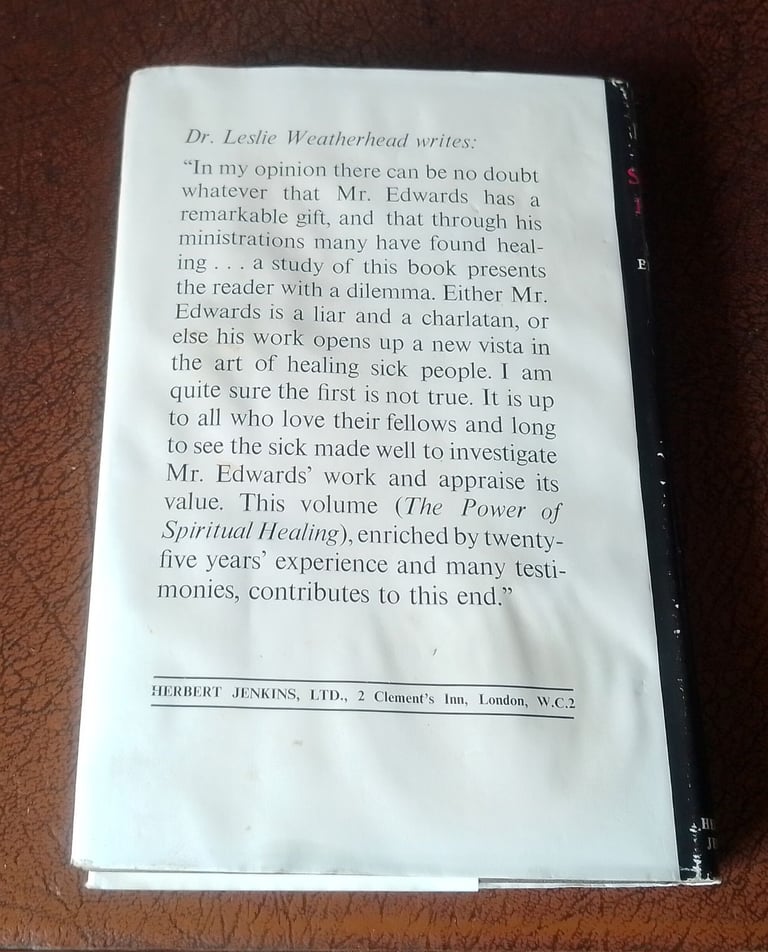 Dr. Leslie Weatherhead writes:
“In my opinion there can be no doubt
whatever that Mr. Edwards has a
remarkable gift, and that through his
ministrations many have found heal-
ing . . . a study of this book presents
the reader with a dilemma. Either Mr.
Edwards is a liar and a charlatan, or
else his work opens up a new vista in
the art of healing sick people. I am
quite sure the first is not true. It is up
to all who love their fellows and long
to see the sick made well to investigate
Mr. Edwards’ work and appraise its
value. This volume (The Power of
Spiritual Healing), enriched by twenty-
five years’ experience and many testi-
monies, contributes to this end.”
HERBERT JENKINS, LTD., 2 Clement’s Inn, London, W.C.2